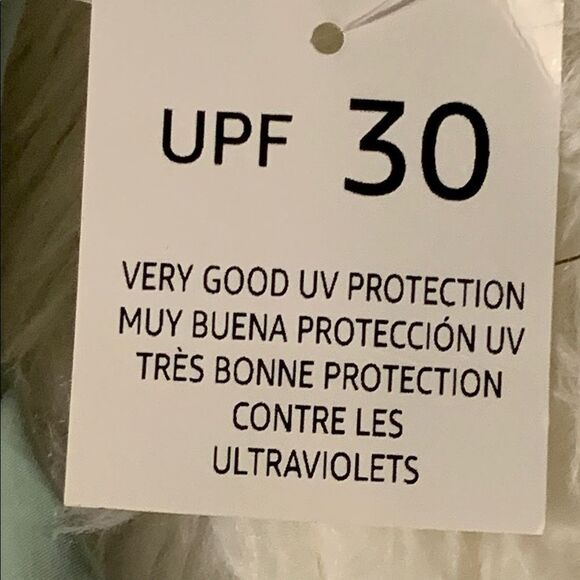 UPF 30
VERY GOOD UV PROTECTION
MUY BUENA PROTECCIÓN UV
TRÈS BONNE PROTECTION
CONTRE LES
ULTRAVIOLETS